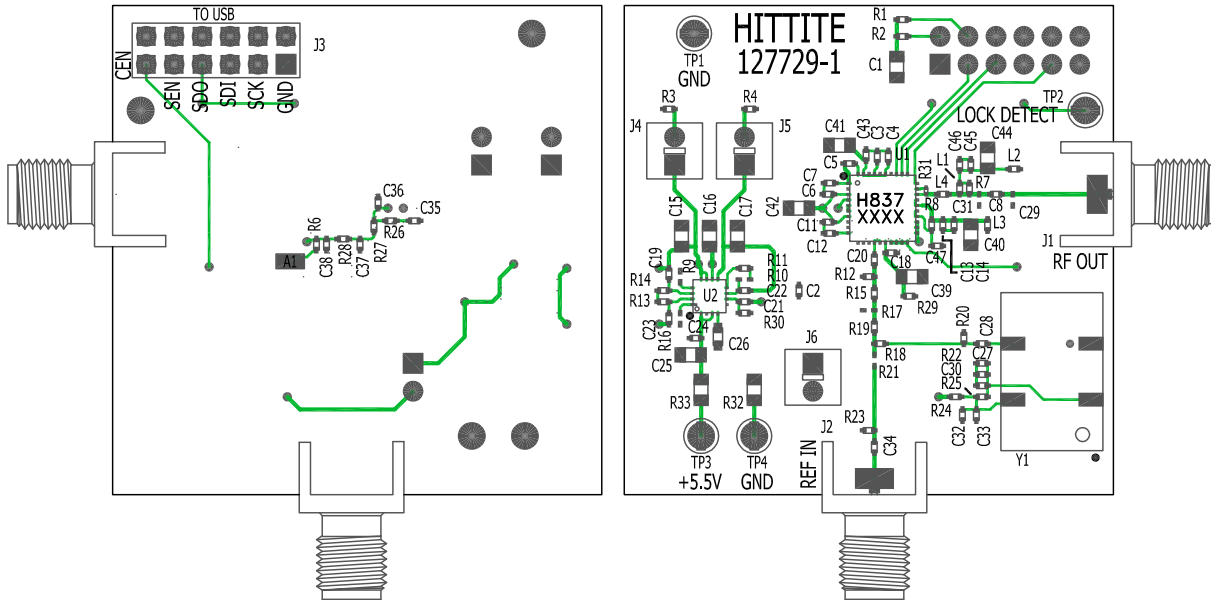 TO USB
J3
CEN
SEN
SDO
SDI
SCK
GND
C36
C35
R6
R26
R28
R27
C38
C37
A1
HITTITE
127729-1
R1
R2
C1
TP1
GND
TP2
LOCK DETECT
R3
R4
J4
J5
C41
C43
C3
C4
U1
C5
C7
C6
C42
C11
C12
H837
XXXX
R31
L1
L4
C46
C45
C44
L2
R7
R8
C31
C8
C29
L3
C40
C47
C13
C14
J1
RF OUT
C15
C16
C17
C19
R9
R11
R10
R14
R13
C22
C21
R30
U2
C23
R16
C24
C25
C26
C2
C20
C18
R12
R15
C39
R29
R17
R19
R18
R21
J6
R20
C28
R22
C27
C30
R25
R24
C32
C33
Y1
R33
R32
R23
C34
J2
REF IN
TP3
+5.5V
TP4
GND